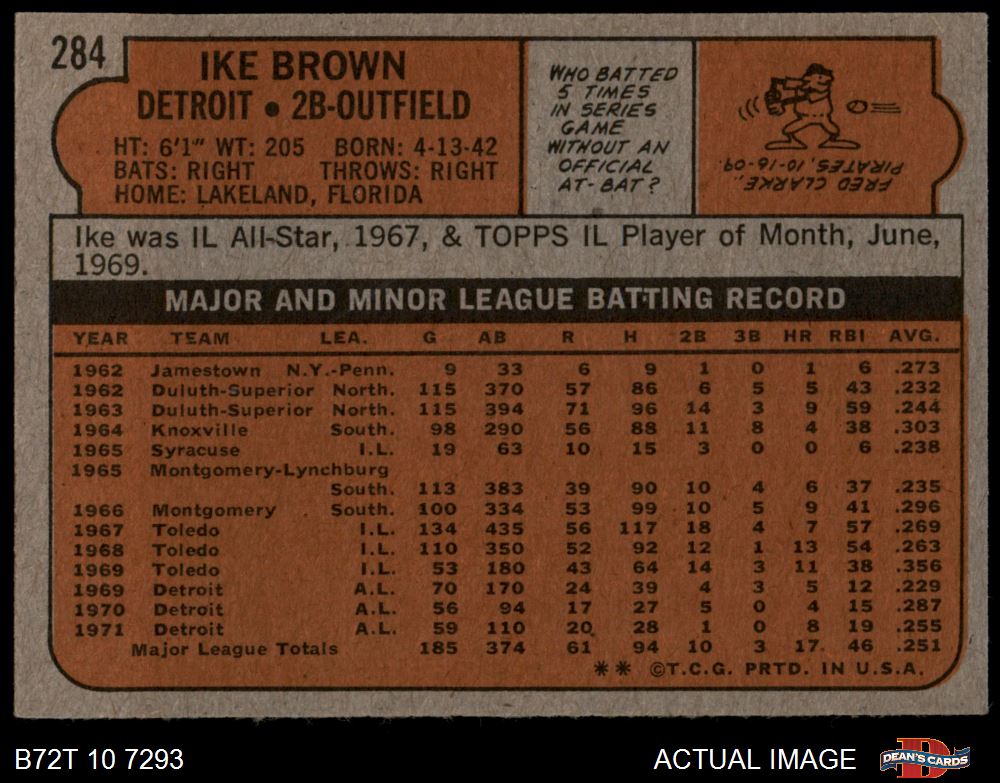 284
IKE BROWN
DETROIT • 2B-OUTFIELD
HT: 6'1" WT: 205 BORN: 4-13-42
BATS: RIGHT THROWS: RIGHT
HOME: LAKELAND, FLORIDA
WHO BATTED
5 TIMES
IN SERIES
GAME
WITHOUT AN
OFFICIAL
AT-BAT?
FRED CLARKE,
PIRATES, 10-16-09.
Ike was IL All-Star, 1967, & TOPPS IL Player of Month, June,
1969.
MAJOR AND MINOR LEAGUE BATTING RECORD
YEAR TEAM LEA. G AB R H 2B 3B HR RBI AVG.
1962 Jamestown N.Y.-Penn. 9 33 6 9 1 0 1 6 .273
1962 Duluth-Superior North. 115 370 57 86 6 5 5 43 .232
1963 Duluth-Superior North. 115 394 71 96 14 3 9 59 .244
1964 Knoxville South. 98 290 56 88 11 8 4 38 .303
1965 Syracuse I.L. 19 63 10 15 3 0 0 6 .238
1965 Montgomery-Lynchburg
South. 113 383 39 90 10 4 6 37 .235
1966 Montgomery South. 100 334 53 99 10 5 9 41 .296
1967 Toledo I.L. 134 435 56 117 18 4 7 57 .269
1968 Toledo I.L. 110 350 52 92 12 1 13 54 .263
1969 Toledo I.L. 53 180 43 64 14 3 11 38 .356
1969 Detroit A.L. 70 170 24 39 4 3 5 12 .229
1970 Detroit A.L. 56 94 17 27 5 0 4 15 .287
1971 Detroit A.L. 59 110 20 28 1 0 8 19 .255
Major League Totals 185 374 61 94 10 3 17 46 .251
** ©T.C.G. PRTD. IN U.S.A.
B72T 10 7293
ACTUAL IMAGE
DEAN'S CARDS